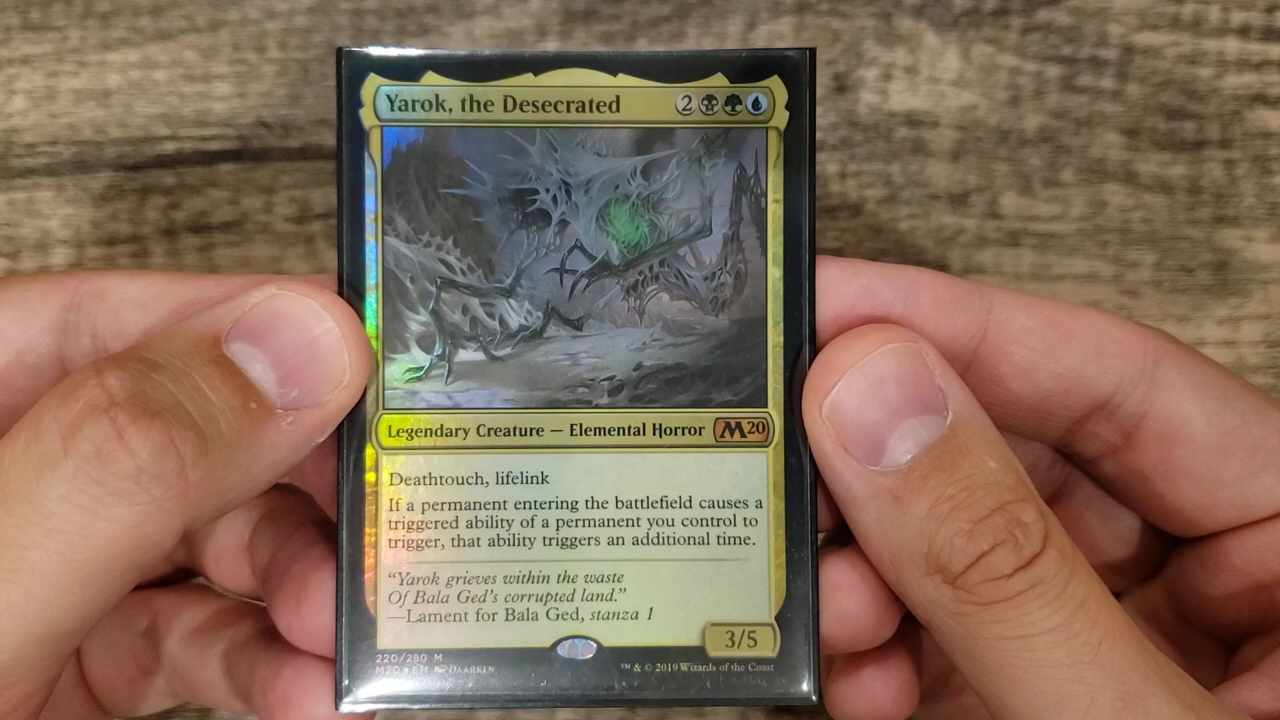 Yarok, the Desecrated 2
Legendary Creature — Elemental Horror M20
Deathtouch, lifelink
If a permanent entering the battlefield causes a
triggered ability of a permanent you control to
trigger, that ability triggers an additional time.
“Yarok grieves within the waste
Of Bala Ged’s corrupted land.”
—Lament for Bala Ged, stanza 1
3/5
220/280 M
M20 ★ EN DAARKEN
™ & © 2019 Wizards of the Coast